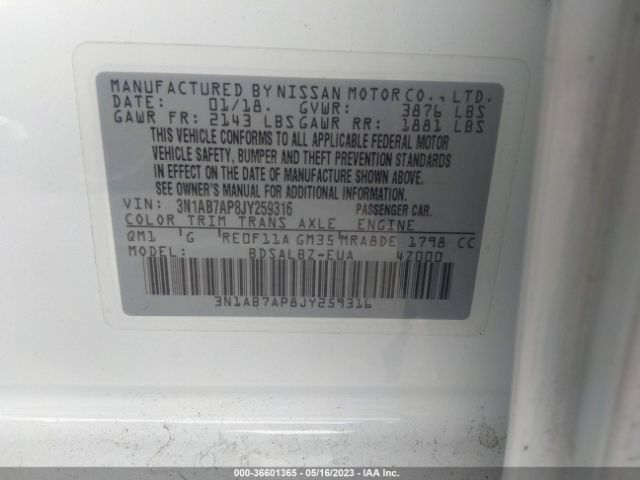 MANUFACTURED BY NISSAN MOTOR CO., LTD.
DATE: 01/18. GVWR: 3876 LBS
GAWR FR: 2143 LBS GAWR RR: 1881 LBS
THIS VEHICLE CONFORMS TO ALL APPLICABLE FEDERAL MOTOR
VEHICLE SAFETY, BUMPER AND THEFT PREVENTION STANDARDS
IN EFFECT ON THE DATE OF MANUFACTURE SHOWN ABOVE.
SEE OWNER'S MANUAL FOR ADDITIONAL INFORMATION.
VIN: 3N1AB7AP8JY259316 PASSENGER CAR.
COLOR TRIM TRANS AXLE ENGINE
QM1 G RE0F11A GM35 MRA8DE 1798 CC
MODEL: BDSALBZ-EUA 47000
3N1AB7AP8JY259316
000-36601365 - 05/16/2023 - IAA Inc.